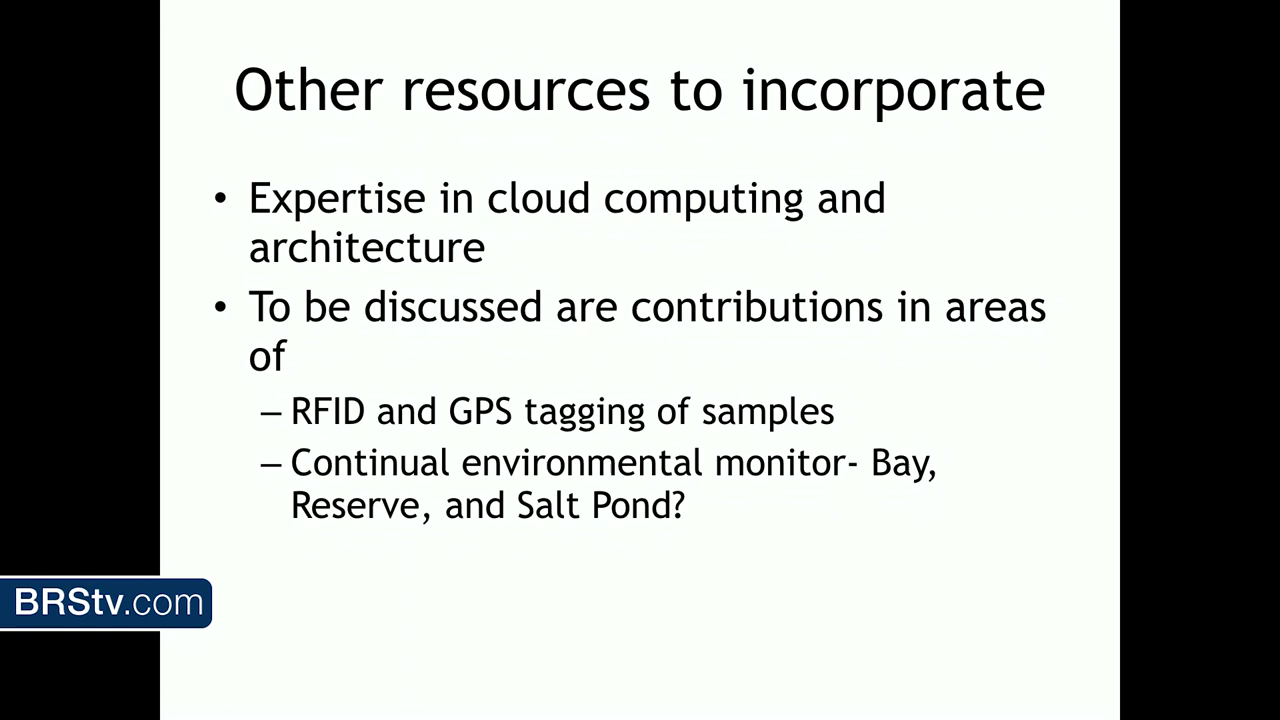 Other resources to incorporate
• Expertise in cloud computing and
architecture
• To be discussed are contributions in areas
of
– RFID and GPS tagging of samples
– Continual environmental monitor- Bay,
Reserve, and Salt Pond?
BRStv.com